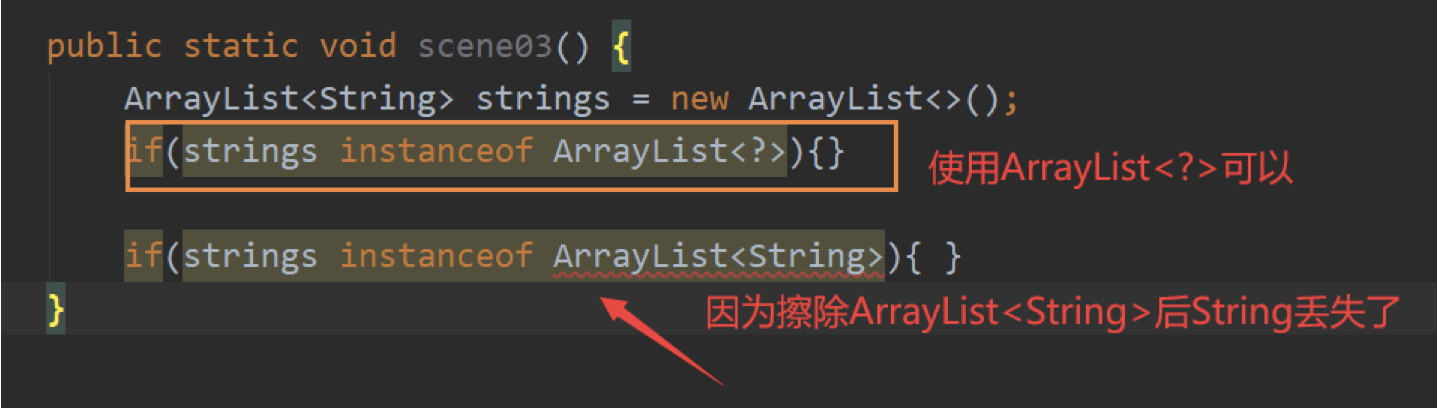 public static void scene03() {
ArrayList<String> strings = new ArrayList<>();
if(strings instanceof ArrayList<?>){}
使用ArrayList<?>可以
if(strings instanceof ArrayList<String>){ }
}
因为擦除ArrayList<String>后String丢失了